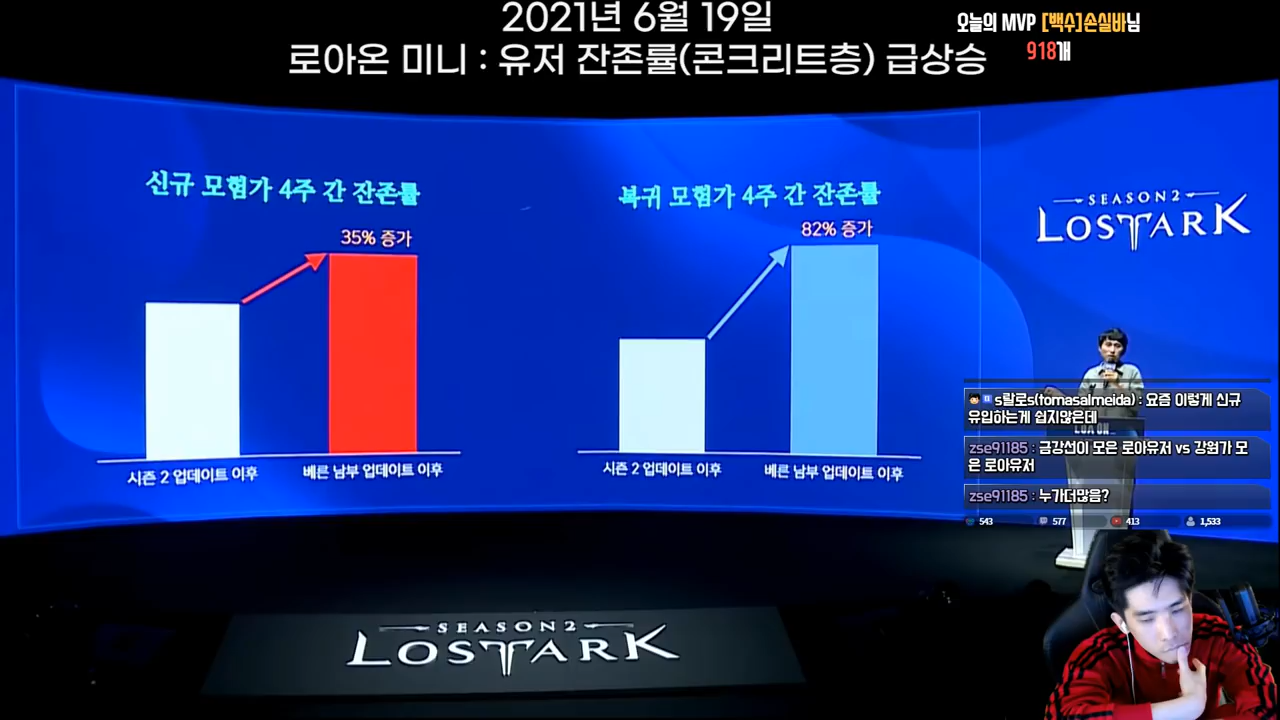 2021년 6월 19일
로아온 미니 : 유저 잔존률(콘크리트층) 급상승
오늘의 MVP [백수]손실바님
918개
신규 모험가 4주 간 잔존률
35% 증가
시즌 2 업데이트 이후
베른 남부 업데이트 이후
복귀 모험가 4주 간 잔존률
82% 증가
시즌 2 업데이트 이후
베른 남부 업데이트 이후
SEASON 2
LOSTARK
s랄로s(tomasalmeida) : 요즘 이렇게 신규
유입하는게 쉽지않은데
LOA ON
zse91185 : 금강선이 모은 로아유저 vs 강원기 모
은 로아유저
zse91185 : 누가더많음?
543 577 413 1,533
SEASON 2
LOSTARK